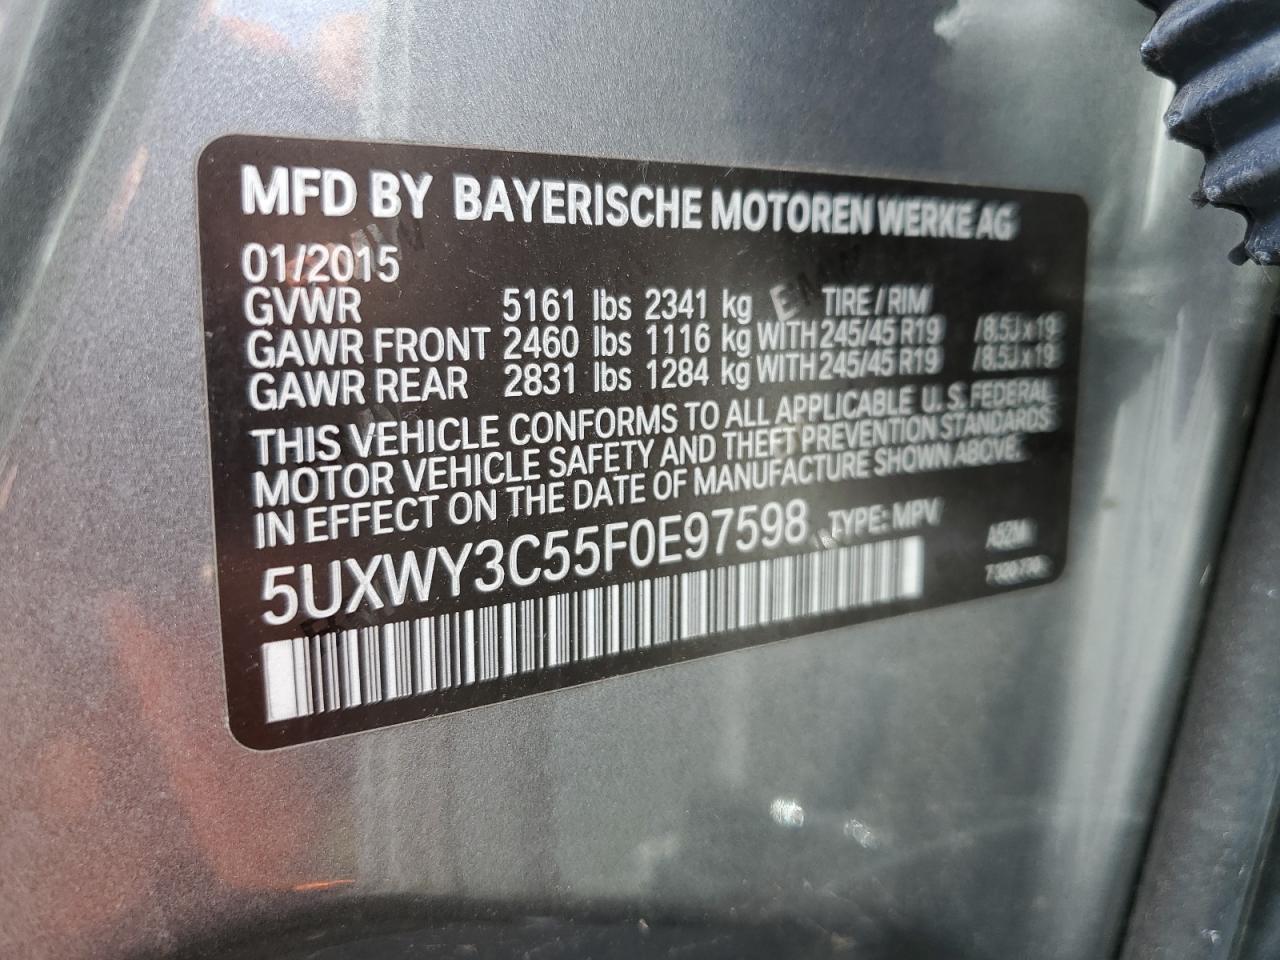 MFD BY BAYERISCHE MOTOREN WERKE AG
01/2015
GVWR 5161 lbs 2341 kg TIRE / RIM
GAWR FRONT 2460 lbs 1116 kg WITH 245/45 R19 /8.5J x 19
GAWR REAR 2831 lbs 1284 kg WITH 245/45 R19 /8.5J x 19
THIS VEHICLE CONFORMS TO ALL APPLICABLE U.S. FEDERAL
MOTOR VEHICLE SAFETY AND THEFT PREVENTION STANDARDS
IN EFFECT ON THE DATE OF MANUFACTURE SHOWN ABOVE.
5UXWY3C55F0E97598 TYPE: MPV